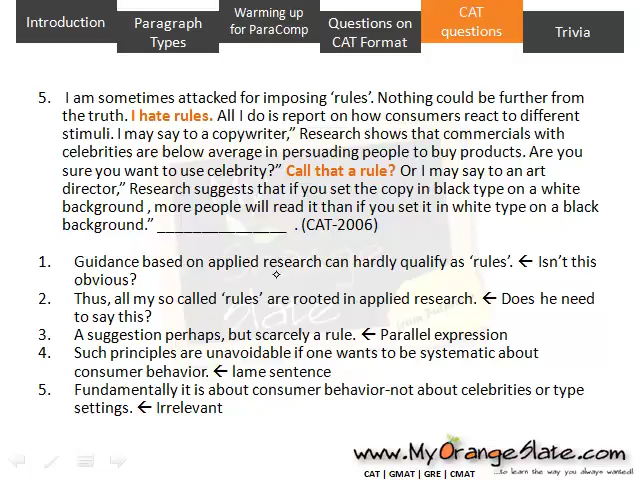 Introduction
Paragraph
Types
Warming up
for ParaComp
Questions on
CAT Format
CAT
questions
Trivia
5. I am sometimes attacked for imposing ‘rules’. Nothing could be further from
the truth. I hate rules. All I do is report on how consumers react to different
stimuli. I may say to a copywriter,” Research shows that commercials with
celebrities are below average in persuading people to buy products. Are you
sure you want to use celebrity?” Call that a rule? Or I may say to an art
director,” Research suggests that if you set the copy in black type on a white
background , more people will read it than if you set it in white type on a black
background.” ________________ . (CAT-2006)
1. Guidance based on applied research can hardly qualify as ‘rules’. ← Isn’t this
obvious?
2. Thus, all my so called ‘rules’ are rooted in applied research. ← Does he need
to say this?
3. A suggestion perhaps, but scarcely a rule. ← Parallel expression
4. Such principles are unavoidable if one wants to be systematic about
consumer behavior. ← lame sentence
5. Fundamentally it is about consumer behavior-not about celebrities or type
settings. ← Irrelevant
www.MyOrangeSlate.com
CAT | GMAT | GRE | CMAT ...to learn the way you always wanted!